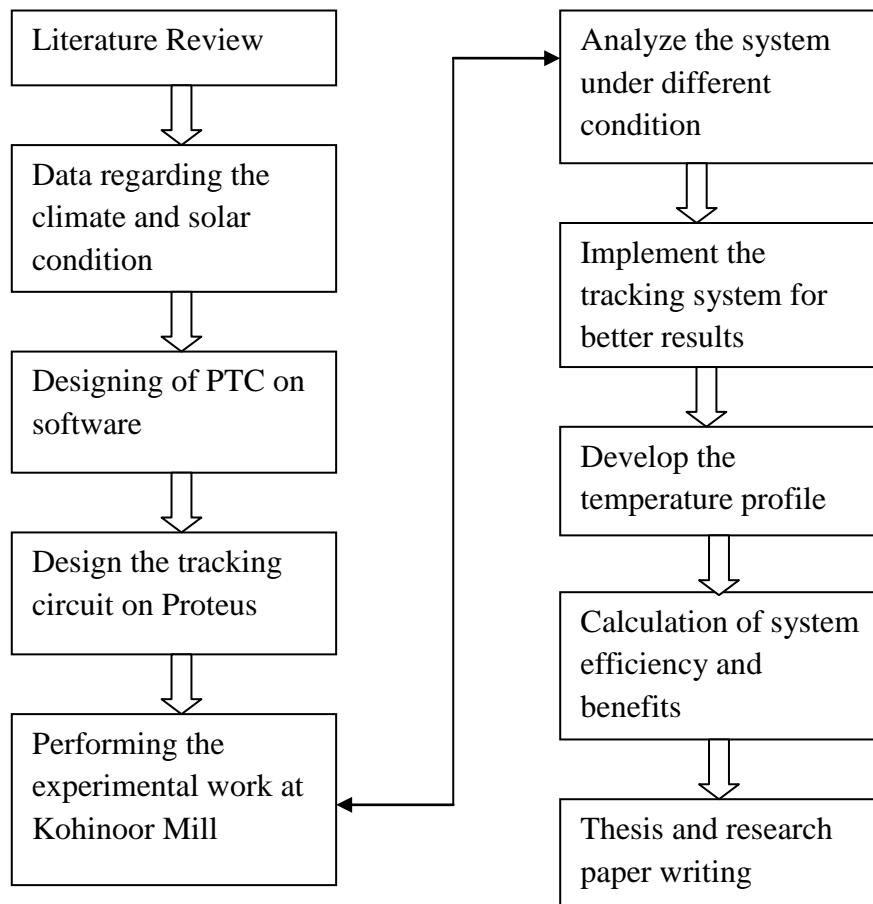 Literature Review
Data regarding the
climate and solar
condition
Designing of PTC on
software
Design the tracking
circuit on Proteus
Performing the
experimental work at
Kohinoor Mill
Analyze the system
under different
condition
Implement the
tracking system for
better results
Develop the
temperature profile
Calculation of system
efficiency and
benefits
Thesis and research
paper writing